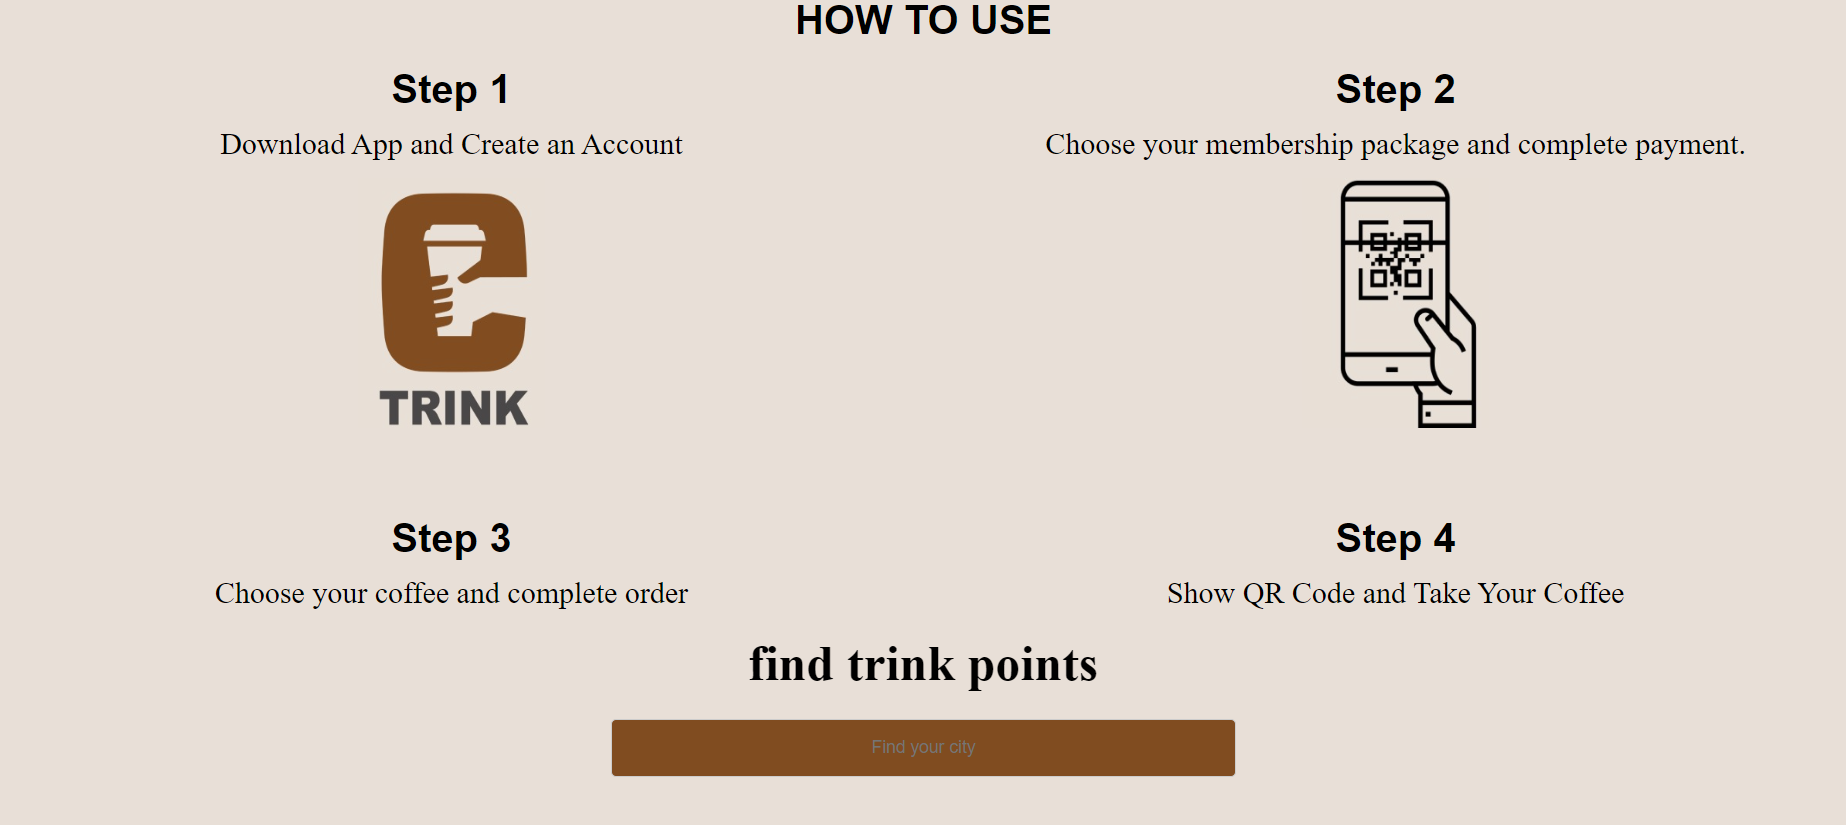 HOW TO USE
Step 1
Download App and Create an Account
TRINK
Step 2
Choose your membership package and complete payment.
Step 3
Choose your coffee and complete order
Step 4
Show QR Code and Take Your Coffee
find trink points
Find your city